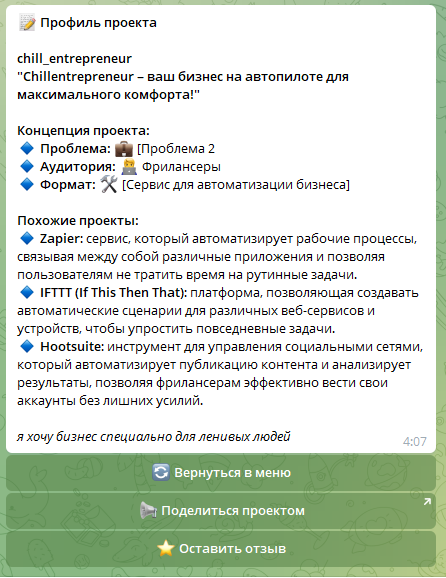 📝 Профиль проекта
chill_entrepreneur
"Chillentrepreneur – ваш бизнес на автопилоте для
максимального комфорта!"
Концепция проекта:
🔹 Проблема: 💼 [Проблема 2
🔹 Аудитория: 👩‍💻 Фрилансеры
🔹 Формат: 🛠 [Сервис для автоматизации бизнеса]
Похожие проекты:
🔹 Zapier: сервис, который автоматизирует рабочие процессы,
связывая между собой различные приложения и позволяя
пользователям не тратить время на рутинные задачи.
🔹 IFTTT (If This Then That): платформа, позволяющая создавать
автоматические сценарии для различных веб-сервисов и
устройств, чтобы упростить повседневные задачи.
🔹 Hootsuite: инструмент для управления социальными сетями,
который автоматизирует публикацию контента и анализирует
результаты, позволяя фрилансерам эффективно вести свои
аккаунты без лишних усилий.
я хочу бизнес специально для ленивых людей
4:07
🔄 Вернуться в меню
📢 Поделиться проектом
⭐ Оставить отзыв